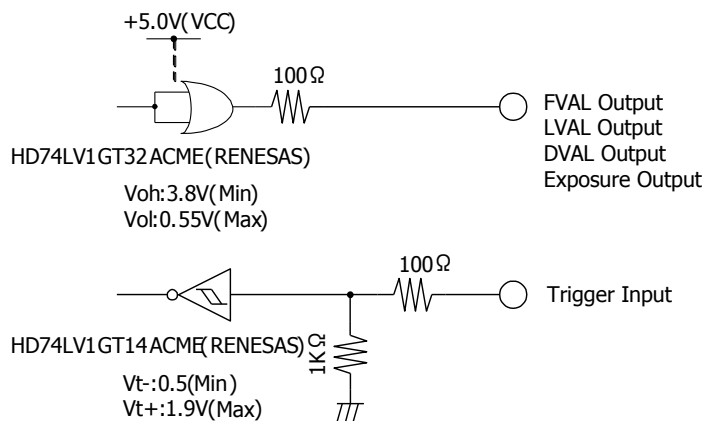 +5.0V(VCC)
100Ω
FVAL Output
LVAL Output
DVAL Output
Exposure Output
HD74LV1GT32ACME(RENESAS)
Voh:3.8V(Min)
Vol:0.55V(Max)
100Ω
Trigger Input
HD74LV1GT14ACME(RENESAS)
1KΩ
Vt-:0.5(Min)
Vt+:1.9V(Max)